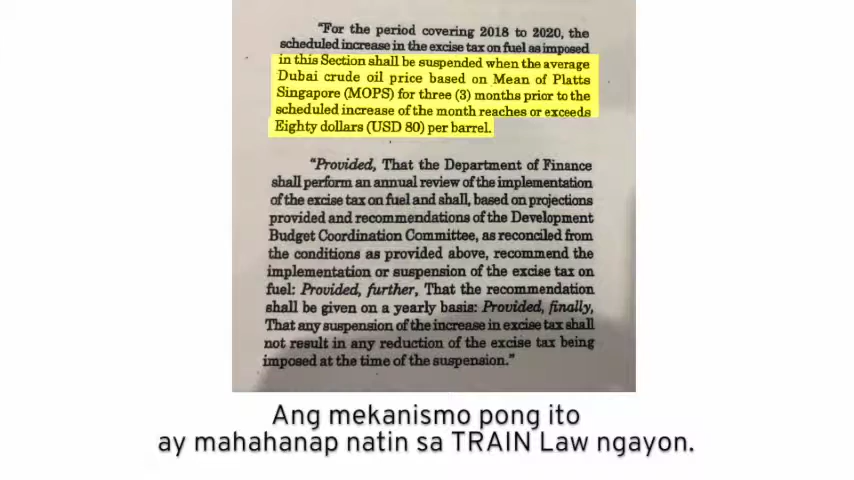 "For the period covering 2018 to 2020, the
scheduled increase in the excise tax on fuel as imposed
in this Section shall be suspended when the average
Dubai crude oil price based on Mean of Platts
Singapore (MOPS) for three (3) months prior to the
scheduled increase of the month reaches or exceeds
Eighty dollars (USD 80) per barrel.
"Provided, That the Department of Finance
shall perform an annual review of the implementation
of the excise tax on fuel and shall, based on projections
provided and recommendations of the Development
Budget Coordination Committee, as reconciled from
the conditions as provided above, recommend the
implementation or suspension of the excise tax on
fuel: Provided, further, That the recommendation
shall be given on a yearly basis: Provided, finally,
That any suspension of the increase in excise tax shall
not result in any reduction of the excise tax being
imposed at the time of the suspension."
Ang mekanismo pong ito
ay mahahanap natin sa TRAIN Law ngayon.